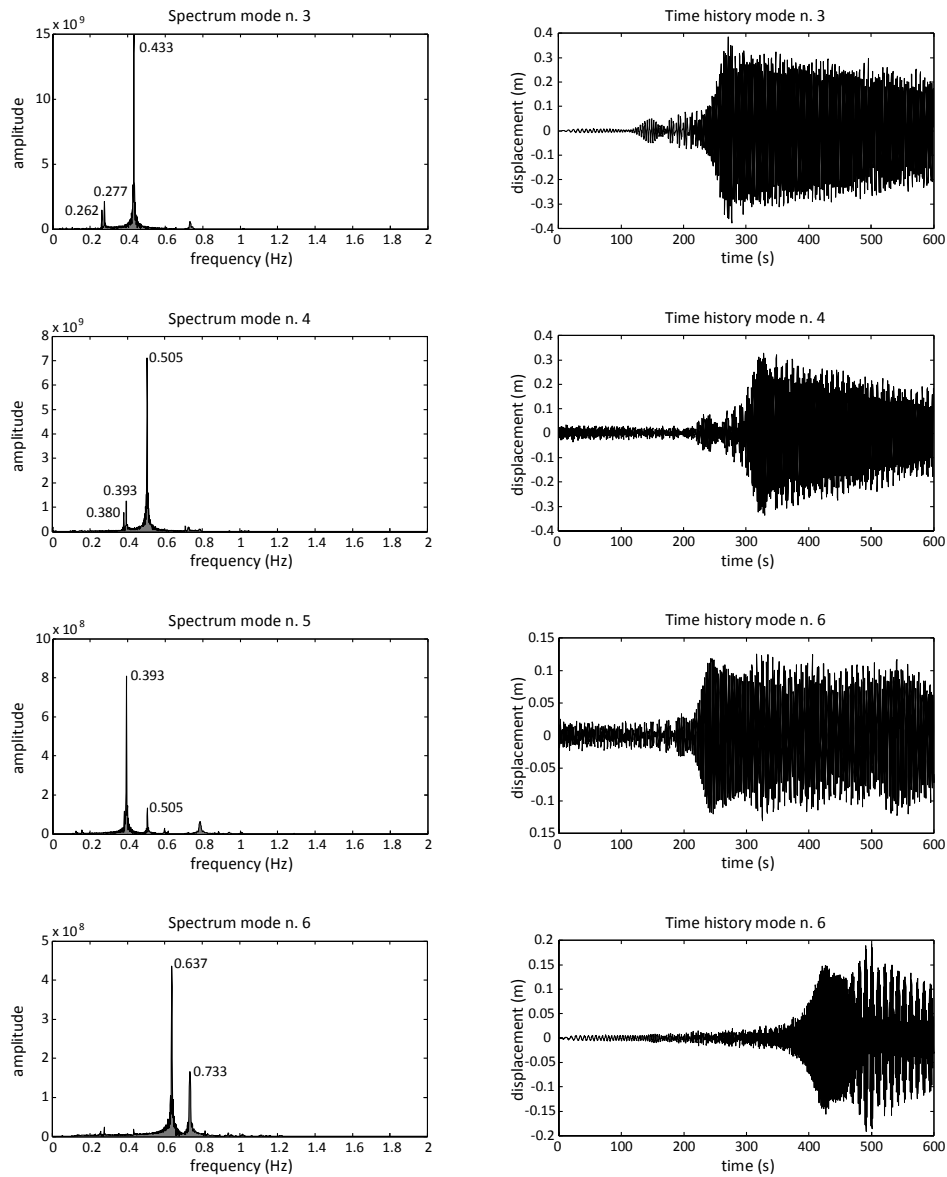 Spectrum mode n. 3
x 10^9
15
10
5
0
0.433
0.277
0.262
0 0.2 0.4 0.6 0.8 1 1.2 1.4 1.6 1.8 2
amplitude
frequency (Hz)
Time history mode n. 3
0.4
0.3
0.2
0.1
0
-0.1
-0.2
-0.3
-0.4
0 100 200 300 400 500 600
displacement (m)
time (s)
Spectrum mode n. 4
x 10^9
8
7
6
5
4
3
2
1
0
0.505
0.393
0.380
0 0.2 0.4 0.6 0.8 1 1.2 1.4 1.6 1.8 2
amplitude
frequency (Hz)
Time history mode n. 4
0.4
0.3
0.2
0.1
0
-0.1
-0.2
-0.3
-0.4
0 100 200 300 400 500 600
displacement (m)
time (s)
Spectrum mode n. 5
x 10^8
10
8
6
4
2
0
0.393
0.505
0 0.2 0.4 0.6 0.8 1 1.2 1.4 1.6 1.8 2
amplitude
frequency (Hz)
Time history mode n. 6
0.15
0.1
0.05
0
-0.05
-0.1
0.15
0 100 200 300 400 500 600
displacement (m)
time (s)
Spectrum mode n. 6
x 10^8
5
4
3
2
1
0
0.637
0.733
0 0.2 0.4 0.6 0.8 1 1.2 1.4 1.6 1.8 2
amplitude
frequency (Hz)
Time history mode n. 6
0.2
0.15
0.1
0.05
0
-0.05
-0.1
-0.15
-0.2
0 100 200 300 400 500 600
displacement (m)
time (s)